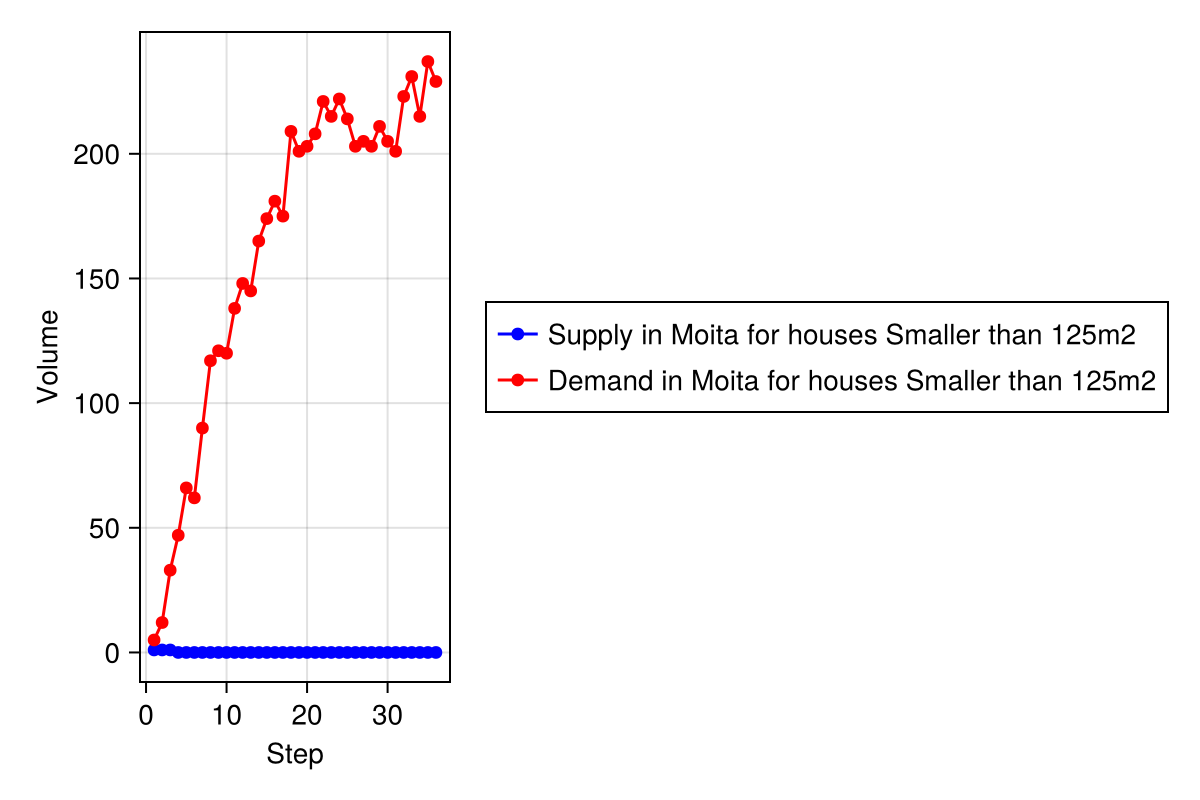 200
150
100
50
0
Volume
0 10 20 30
Step
Supply in Moita for houses Smaller than 125m2
Demand in Moita for houses Smaller than 125m2